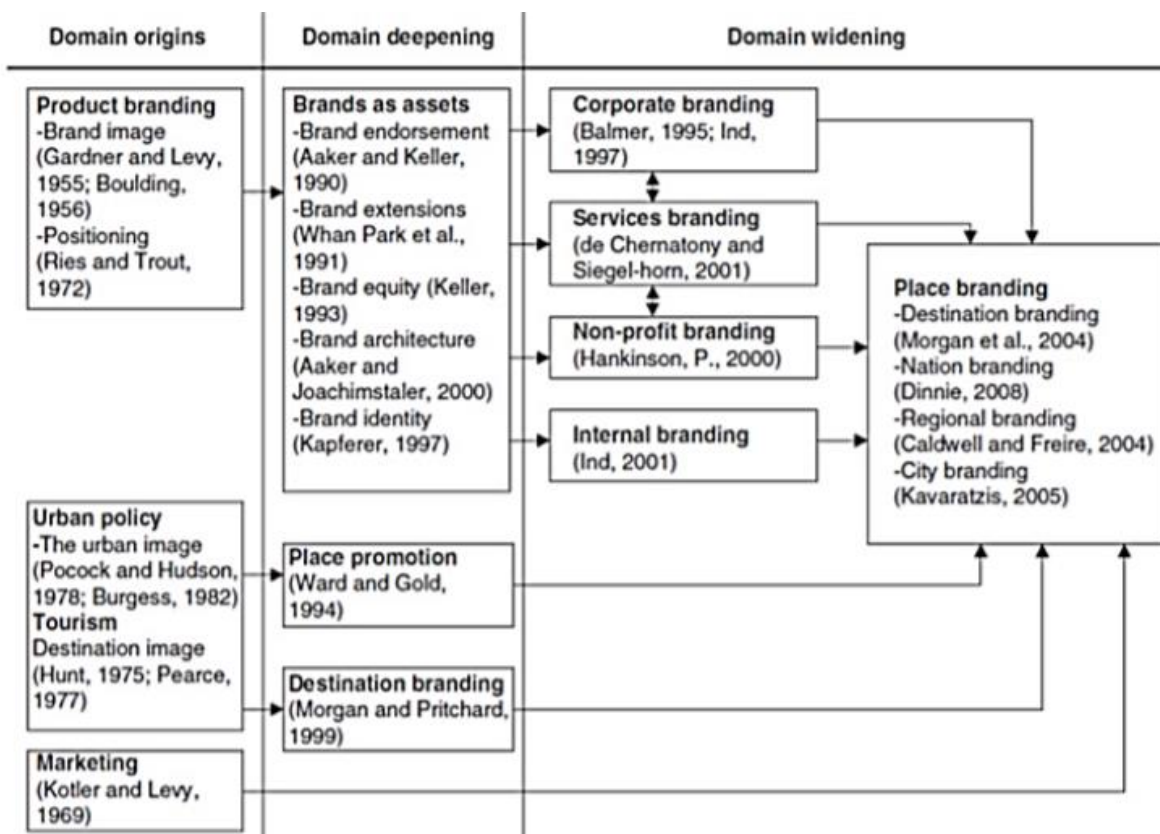 Domain origins
Domain deepening
Domain widening
Product branding
-Brand image
(Gardner and Levy,
1955; Boulding,
1956)
-Positioning
(Ries and Trout,
1972)
Urban policy
-The urban image
(Pocock and Hudson,
1978; Burgess, 1982)
Tourism
Destination image
(Hunt, 1975; Pearce,
1977)
Marketing
(Kotler and Levy,
1969)
Brands as assets
-Brand endorsement
(Aaker and Keller,
1990)
-Brand extensions
(Whan Park et al.,
1991)
-Brand equity (Keller,
1993)
-Brand architecture
(Aaker and
Joachimstaler, 2000)
-Brand identity
(Kapferer, 1997)
Place promotion
(Ward and Gold,
1994)
Destination branding
(Morgan and Pritchard,
1999)
Corporate branding
(Balmer, 1995; Ind,
1997)
Services branding
(de Chernatony and
Siegel-horn, 2001)
Non-profit branding
(Hankinson, P., 2000)
Internal branding
(Ind, 2001)
Place branding
-Destination branding
(Morgan et al., 2004)
-Nation branding
(Dinnie, 2008)
-Regional branding
(Caldwell and Freire, 2004)
-City branding
(Kavaratzis, 2005)